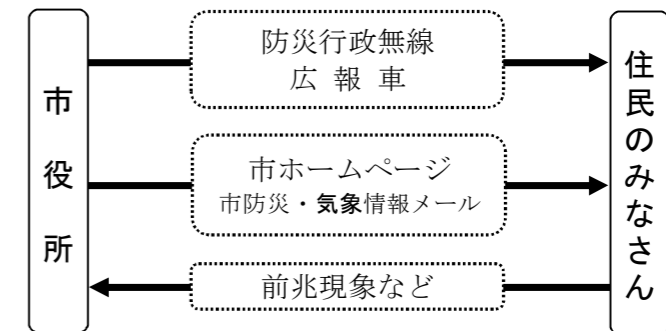 市役所
防災行政無線
広 報 車
市ホームページ
市防災・気象情報メール
前兆現象など
住民のみなさん